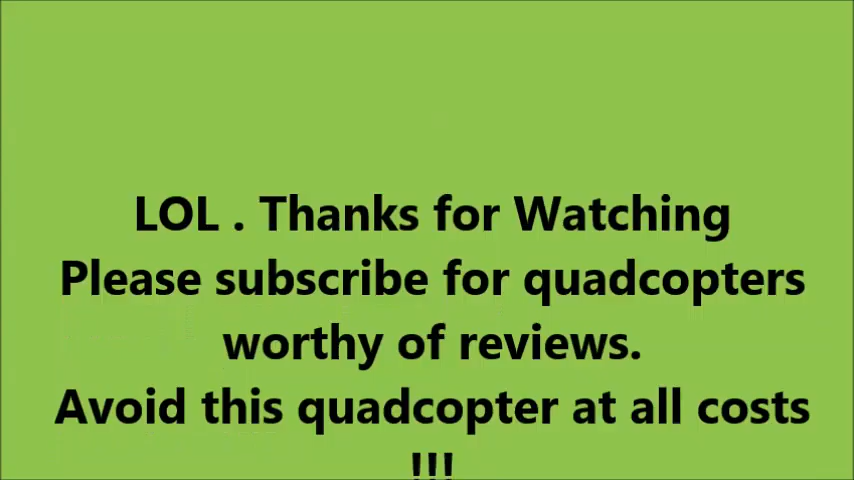 LOL . Thanks for Watching
Please subscribe for quadcopters
worthy of reviews.
Avoid this quadcopter at all costs
!!!